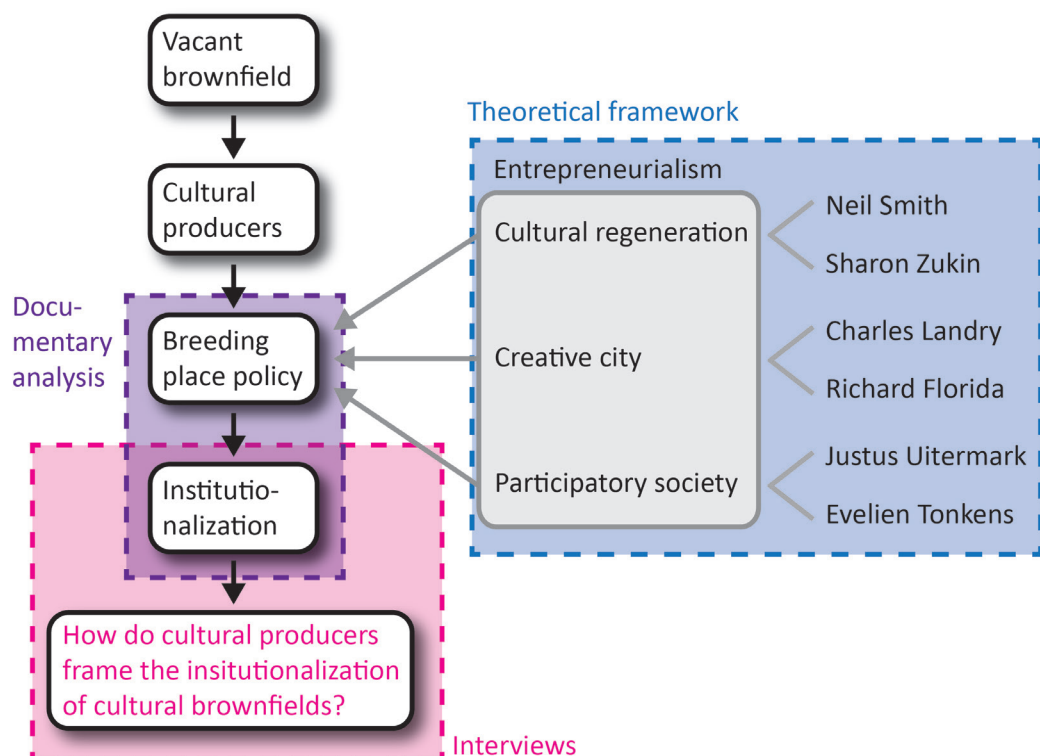 Vacant
brownfield
Cultural
producers
Docu-
mentary
analysis
Breeding
place policy
Institutio-
nalization
How do cultural producers
frame the insitutionalization
of cultural brownfields?
Interviews
Theoretical framework
Entrepreneurialism
Cultural regeneration
Creative city
Participatory society
Neil Smith
Sharon Zukin
Charles Landry
Richard Florida
Justus Uitermark
Evelien Tonkens